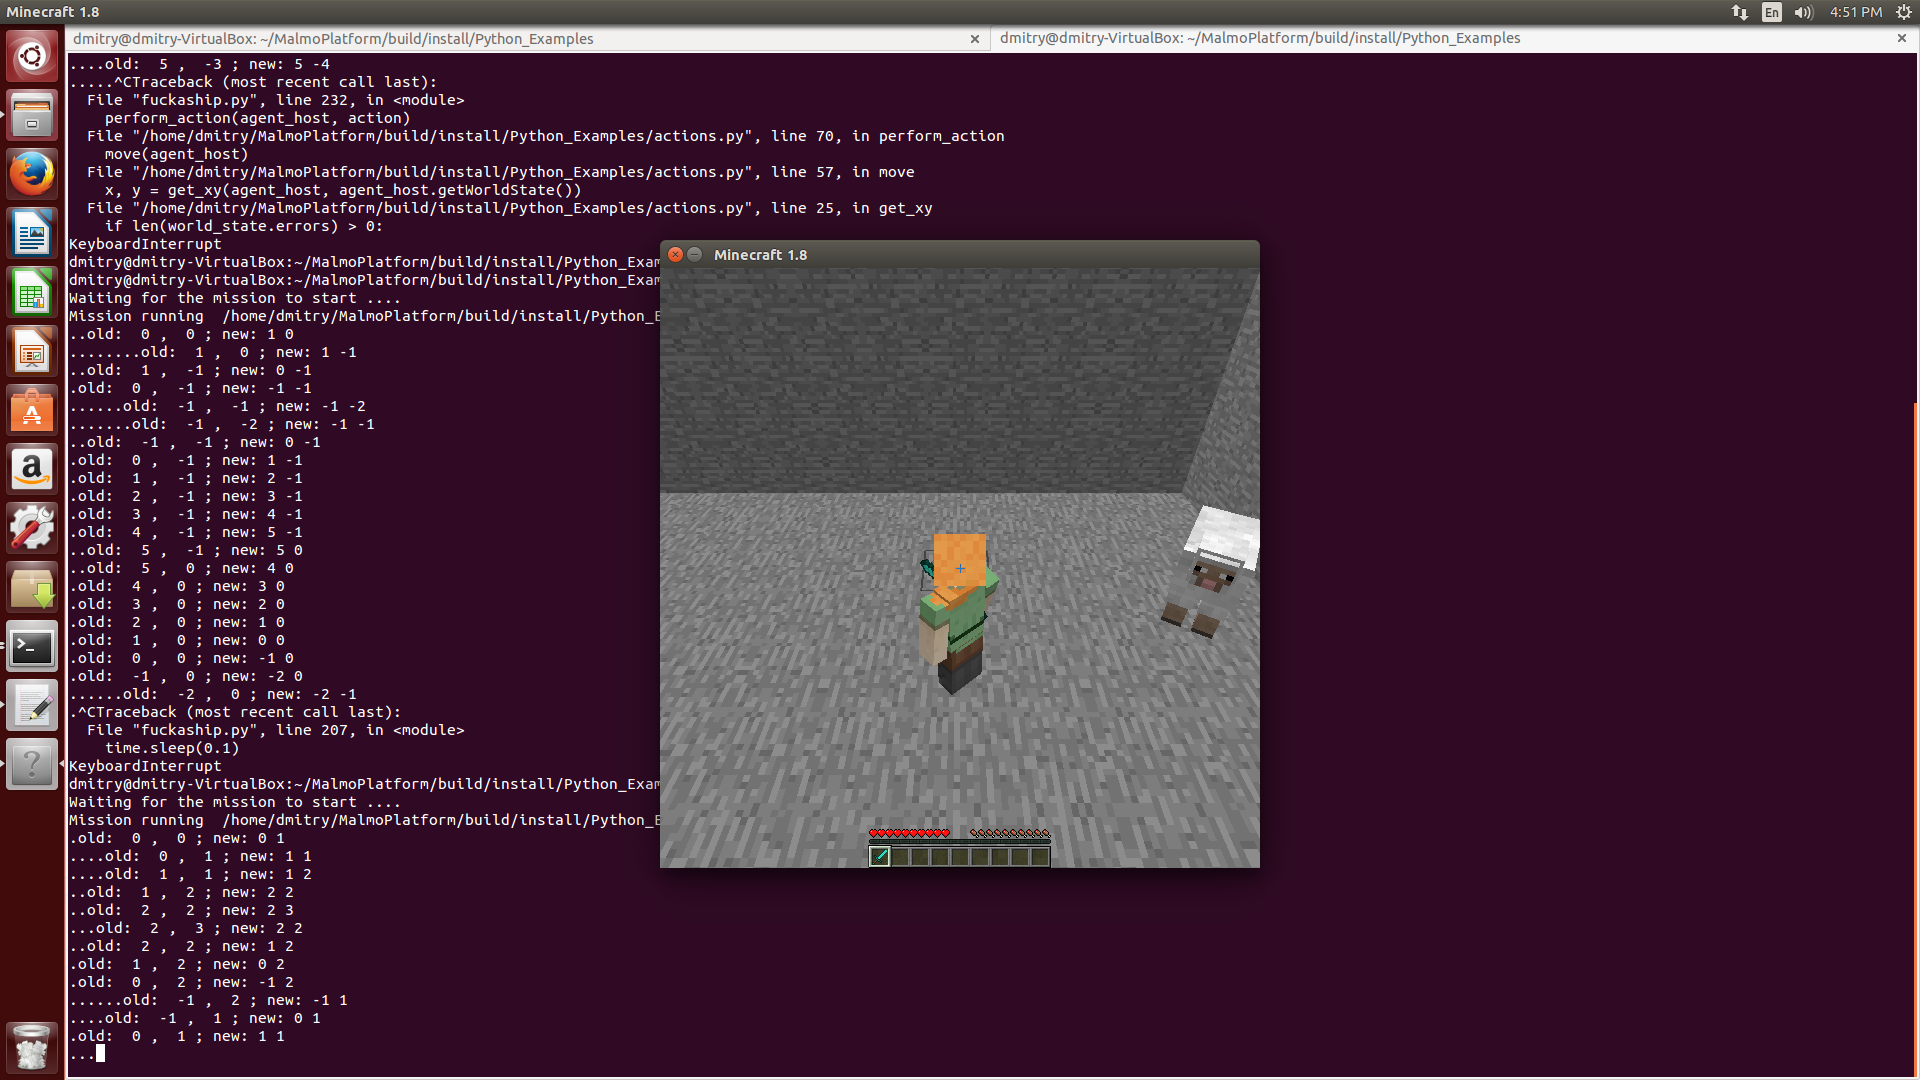 Minecraft 1.8
En
4:51 PM
dmitry@dmitry-VirtualBox: ~/MalmoPlatform/build/install/Python_Examples
dmitry@dmitry-VirtualBox: ~/MalmoPlatform/build/install/Python_Examples
....old:  5 ,  -3 ; new: 5 -4
.....^CTraceback (most recent call last):
  File "fuckaship.py", line 232, in <module>
    perform_action(agent_host, action)
  File "/home/dmitry/MalmoPlatform/build/install/Python_Examples/actions.py", line 70, in perform_action
    move(agent_host)
  File "/home/dmitry/MalmoPlatform/build/install/Python_Examples/actions.py", line 57, in move
    x, y = get_xy(agent_host, agent_host.getWorldState())
  File "/home/dmitry/MalmoPlatform/build/install/Python_Examples/actions.py", line 25, in get_xy
    if len(world_state.errors) > 0:
KeyboardInterrupt
dmitry@dmitry-VirtualBox:~/MalmoPlatform/build/install/Python_Exam
dmitry@dmitry-VirtualBox:~/MalmoPlatform/build/install/Python_Exam
Waiting for the mission to start ....
Mission running  /home/dmitry/MalmoPlatform/build/install/Python_E
..old:  0 ,  0 ; new: 1 0
........old:  1 ,  0 ; new: 1 -1
..old:  1 ,  -1 ; new: 0 -1
.old:  0 ,  -1 ; new: -1 -1
......old:  -1 ,  -1 ; new: -1 -2
.......old:  -1 ,  -2 ; new: -1 -1
..old:  -1 ,  -1 ; new: 0 -1
.old:  0 ,  -1 ; new: 1 -1
.old:  1 ,  -1 ; new: 2 -1
.old:  2 ,  -1 ; new: 3 -1
.old:  3 ,  -1 ; new: 4 -1
.old:  4 ,  -1 ; new: 5 -1
..old:  5 ,  -1 ; new: 5 0
..old:  5 ,  0 ; new: 4 0
.old:  4 ,  0 ; new: 3 0
.old:  3 ,  0 ; new: 2 0
.old:  2 ,  0 ; new: 1 0
.old:  1 ,  0 ; new: 0 0
.old:  0 ,  0 ; new: -1 0
.old:  -1 ,  0 ; new: -2 0
......old:  -2 ,  0 ; new: -2 -1
.^CTraceback (most recent call last):
  File "fuckaship.py", line 207, in <module>
    time.sleep(0.1)
KeyboardInterrupt
dmitry@dmitry-VirtualBox:~/MalmoPlatform/build/install/Python_Exam
Waiting for the mission to start ....
Mission running  /home/dmitry/MalmoPlatform/build/install/Python_E
.old:  0 ,  0 ; new: 0 1
....old:  0 ,  1 ; new: 1 1
....old:  1 ,  1 ; new: 1 2
..old:  1 ,  2 ; new: 2 2
..old:  2 ,  2 ; new: 2 3
...old:  2 ,  3 ; new: 2 2
..old:  2 ,  2 ; new: 1 2
.old:  1 ,  2 ; new: 0 2
.old:  0 ,  2 ; new: -1 2
......old:  -1 ,  2 ; new: -1 1
....old:  -1 ,  1 ; new: 0 1
.old:  0 ,  1 ; new: 1 1
...
Minecraft 1.8